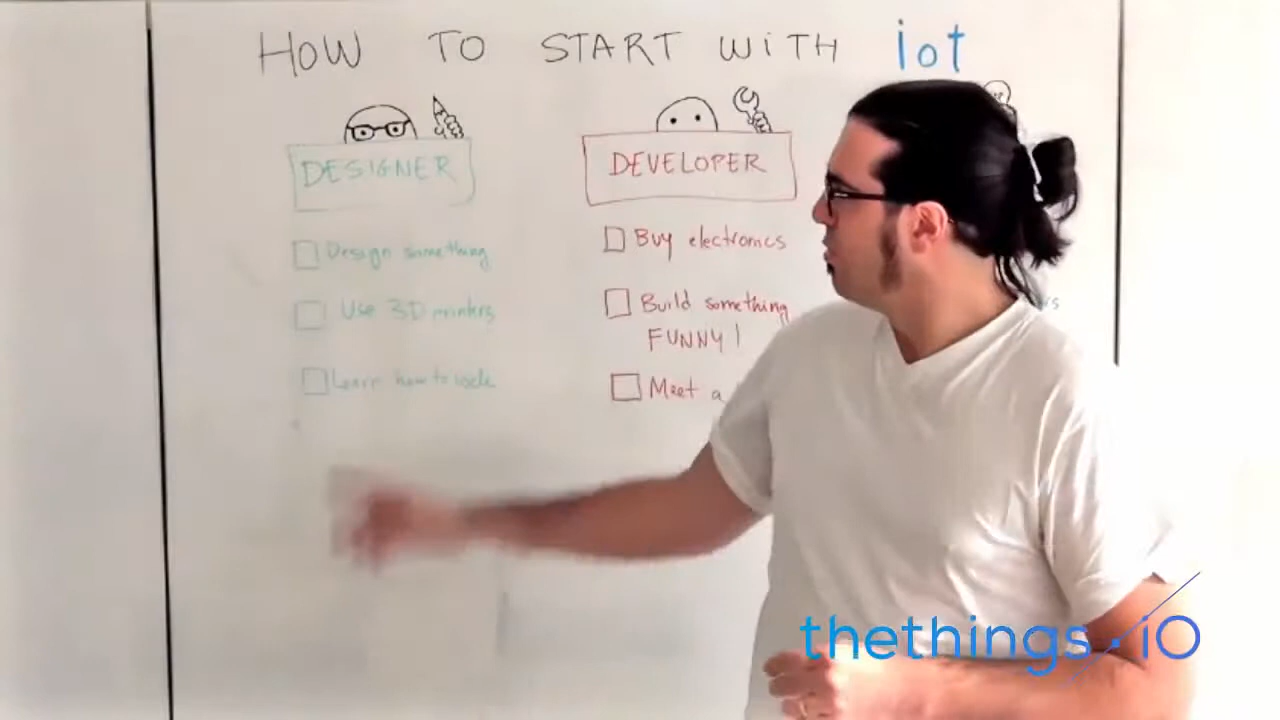 HOW TO START WITH iot
DESIGNER
Design something
Use 3D printers
Learn how to code
DEVELOPER
Buy electronics
Build something
FUNNY!
Meet a
thethings.iO